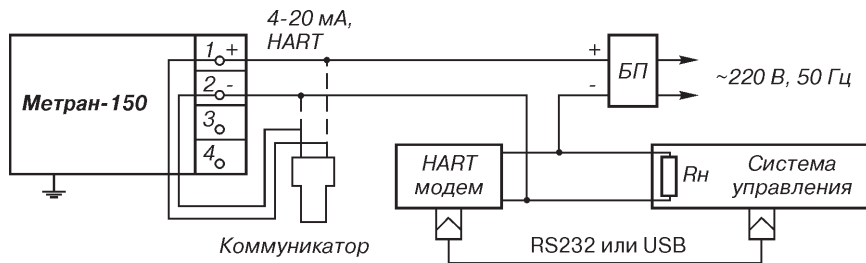 4-20 мА,
HART
Метран-150
1 +
2 -
3
4
+
-
БП
~220 В, 50 Гц
HART
модем
Rн
Система
управления
Коммуникатор
RS232 или USB